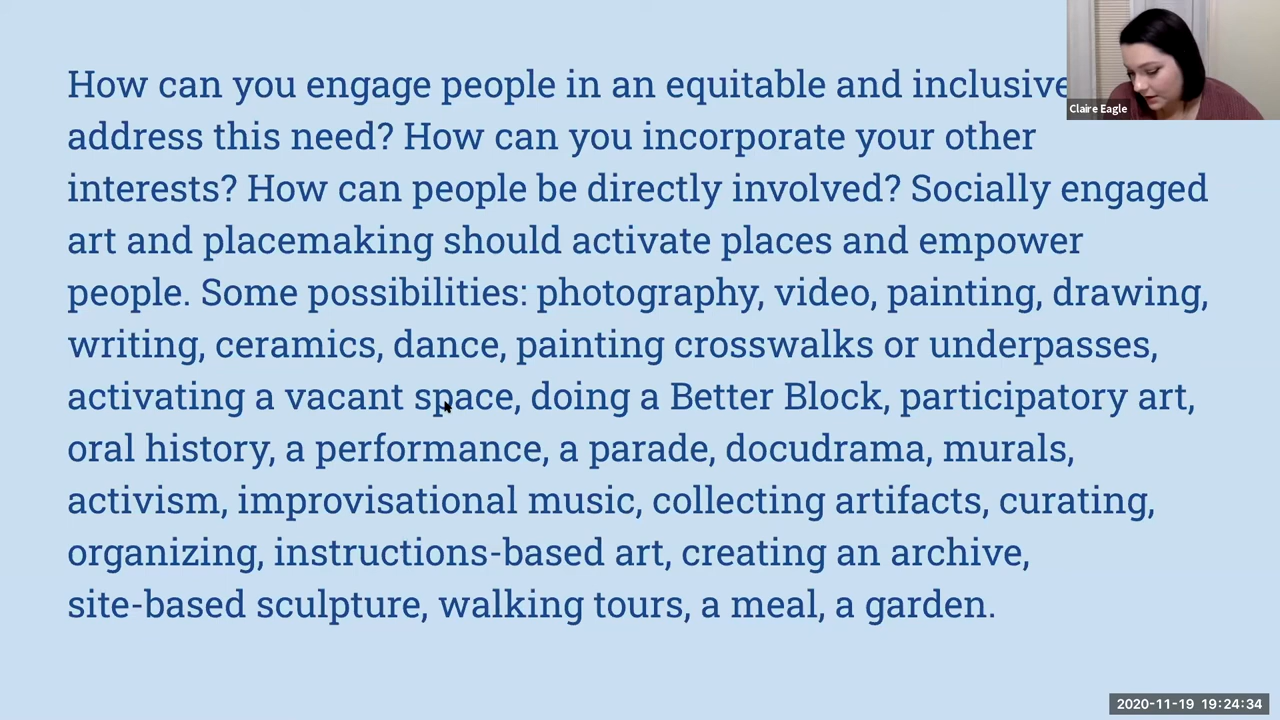 How can you engage people in an equitable and inclusive
address this need? How can you incorporate your other
interests? How can people be directly involved? Socially engaged
art and placemaking should activate places and empower
people. Some possibilities: photography, video, painting, drawing,
writing, ceramics, dance, painting crosswalks or underpasses,
activating a vacant space, doing a Better Block, participatory art,
oral history, a performance, a parade, docudrama, murals,
activism, improvisational music, collecting artifacts, curating,
organizing, instructions-based art, creating an archive,
site-based sculpture, walking tours, a meal, a garden.
Claire Eagle
2020-11-19 19:24:34